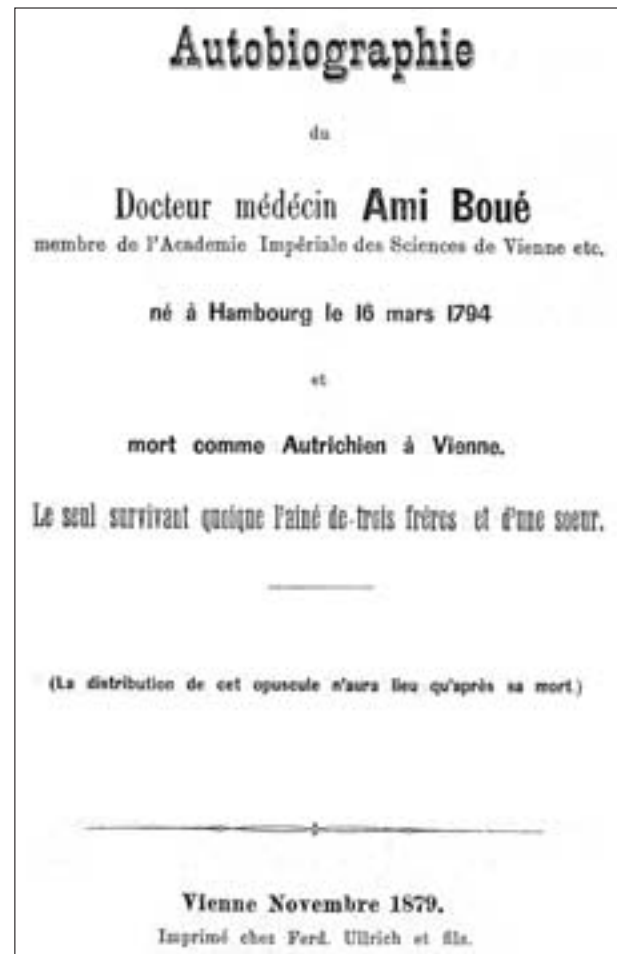 Autobiographie
du
Docteur médécin Ami Boué
membre de l'Academie Impériale des Sciences de Vienne etc.
né à Hambourg le 16 mars 1794
et
mort comme Autrichien à Vienne.
Le seul survivant quoique l'ainé de trois frères et d'une soeur.
(La distribution de cet opuscule n'aura lieu qu'après sa mort.)
Vienne Novembre 1879.
Imprimé chez Ferd. Ullrich et fils.